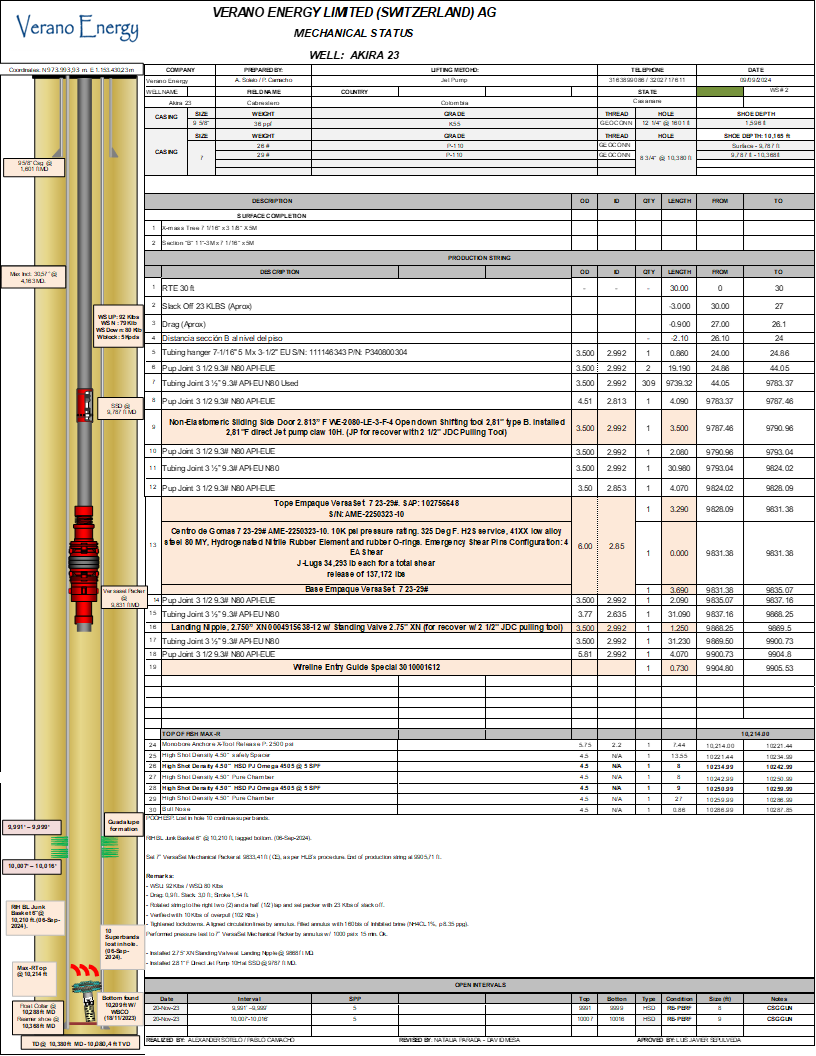 Verano Energy
VERANO ENERGY LIMITED (SWITZERLAND) AG
MECHANICAL STATUS
WELL: AKIRA 23
Coordinates: N 973.993,93 m. E 1.153.430,23 m
COMPANY PREPARED BY: LIFTING METOHD: TELEPHONE DATE
Verano Energy A. Sotelo / P. Camacho Jet Pump 3163899086 / 3202717611 09/09/2024
WELL NAME FIELD NAME COUNTRY STATE WS # 2
Akira 23 Cabrestero Colombia Casanare
CASING SIZE WEIGHT GRADE THREAD HOLE SHOE DEPTH
9 5/8" 36 ppf K55 GEOCONN 12 1/4" @ 1601 ft 1,596 ft
CASING SIZE WEIGHT GRADE THREAD HOLE SHOE DEPTH: 10,165 ft
7 26 # P-110 GEOCONN 8 3/4" @ 10,380 ft Surface - 9,787 ft
29 # P-110 GEOCONN 9,787 ft - 10,368 ft
DESCRIPTION OD ID QTY LENGTH FROM TO
SURFACE COMPLETION
1 X-mass Tree 7 1/16" x 3 1/8" X 5M
2 Section "B" 11"-3M x 7 1/16" x 5M
PRODUCTION STRING
DESCRIPTION OD ID QTY LENGTH FROM TO
1 RTE 30 ft - - - 30.00 0 30
2 Slack Off 23 KLBS (Aprox) -3.000 30.00 27
3 Drag (Aprox) -0.900 27.00 26.1
4 Distancia sección B al nivel del piso - -2.10 26.10 24
5 Tubing hanger 7-1/16" 5 M x 3-1/2" EU S/N: 111146343 P/N: P340800304 3.500 2.992 1 0.860 24.00 24.86
6 Pup Joint 3 1/2 9.3# N80 API-EUE 3.500 2.992 2 19.190 24.86 44.05
7 Tubing Joint 3 ½" 9.3# API-EU N80 Used 3.500 2.992 309 9739.32 44.05 9783.37
8 Pup Joint 3 1/2 9.3# N80 API-EUE 4.51 2.813 1 4.090 9783.37 9787.46
9 Non-Elastomeric Sliding Side Door 2.813" F WE-2080-LE-3-F-4 Open down Shifting tool 2,81" type B. Installed
2,81"F direct Jet pump claw 10H. (JP for recover with 2 1/2" JDC Pulling Tool) 3.500 2.992 1 3.500 9787.46 9790.96
10 Pup Joint 3 1/2 9.3# N80 API-EUE 3.500 2.992 1 2.080 9790.96 9793.04
11 Tubing Joint 3 ½" 9.3# API-EU N80 3.500 2.992 1 30.980 9793.04 9824.02
12 Pup Joint 3 1/2 9.3# N80 API-EUE 3.50 2.853 1 4.070 9824.02 9828.09
Tope Empaque VersaSet 7 23-29#. SAP: 102756648
S/N: AME-2250323-10 1 3.290 9828.09 9831.38
13 Centro de Gomas 7 23-29# AME-2250323-10. 10K psi pressure rating. 325 Deg F. H2S service, 41XX low alloy
steel 80 MY, Hydrogenated Nitrile Rubber Element and rubber O-rings. Emergency Shear Pins Configuration: 4
EA Shear
J-Lugs 34,293 lb each for a total shear
release of 137,172 lbs 6.00 2.85 1 0.000 9831.38 9831.38
Base Empaque VersaSet 7 23-29# 1 3.690 9831.38 9835.07
14 Pup Joint 3 1/2 9.3# N80 API-EUE 3.500 2.992 1 2.090 9835.07 9837.16
15 Tubing Joint 3 ½" 9.3# API-EU N80 3.77 2.635 1 31.090 9837.16 9868.25
16 Landing Nipple, 2.750" XN 0004915638-12 w/ Standing Valve 2.75" XN (for recover w/ 2 1/2" JDC pulling tool) 3.500 2.992 1 1.250 9868.25 9869.5
17 Tubing Joint 3 ½" 9.3# API-EU N80 3.500 2.992 1 31.230 9869.50 9900.73
18 Pup Joint 3 1/2 9.3# N80 API-EUE 5.81 2.992 1 4.070 9900.73 9904.8
19 Wireline Entry Guide Special 3010001612 1 0.730 9904.80 9905.53
TOP OF HSH MAX-R 10,214.00
24 Monobore Anchore X-Tool Release P: 2500 psi 5.75 2.2 1 7.44 10,214.00 10221.44
25 High Shot Density 4.50" safety Spacer 4.5 N/A 1 13.55 10221.44 10234.99
26 High Shot Density 4.50" HSD PJ Omega 4505 @ 5 SPF 4.5 N/A 1 8 10234.99 10242.99
27 High Shot Density 4.50" Pure Chamber 4.5 N/A 1 8 10242.99 10250.99
28 High Shot Density 4.50" HSD PJ Omega 4505 @ 5 SPF 4.5 N/A 1 9 10250.99 10259.99
29 High Shot Density 4.50" Pure Chamber 4.5 N/A 1 27 10259.99 10286.99
30 Bull Nose 4.5 N/A 1 0.86 10286.99 10287.85
POOH ESP. Lost in hole 10 continue super bands.
RIH BL Junk Basket 6" @ 10,210 ft, tagged bottom. (06-Sep-2024).
Set 7" VersaSet Mechanical Packer at 9833,41 ft (CE), as per HLB's procedure. End of production string at 9905,71 ft.
Remarks:
- WSU: 92 Klbs / WSD: 80 Klbs
- Drag: 0,9 ft. Slack: 3,0 ft, Stroke 1,54 ft.
- Rotated string to the right two (2) and a half (1/2) lap and set packer with 23 Klbs of slack off.
- Verified with 10 Klbs of overpull (102 Klbs)
- Tightened lockdowns. Aligned circulation lines by annulus. Filled annulus with 160 bls of inhibited brine (NH4CL 1%, p 8.35 ppg).
Performed pressure test to 7" VersaSet Mechanical Packer by annulus w/ 1000 psi x 15 min. Ok.
- Installed 2.75" XN Standing Valve at Landing Nipple @ 9868 ft MD
- Installed 2.81" F Direct Jet Pump 10H at SSD @ 9787 ft MD.
OPEN INTERVALS
Date Interval SPP Top Bottom Type Condition Size (ft) Notes
20-Nov-23 9,991' -9,999' 5 9991 9999 HSD RE-PERF 8 CSG GUN
20-Nov-23 10,007'-10,016' 5 10007 10016 HSD RE-PERF 9 CSG GUN
REALIZED BY: ALEXANDER SOTELO / PABLO CAMACHO REVISED BY: NATALIA PARADA - DAVID MESA APROVED BY: LUIS JAVIER SEPULVEDA
9 5/8" Csg @
1,601 ft MD
Max Incl: 30,57° @
4,163 MD.
WS UP: 92 Klbs
WS N : 79 Klb
WS Down: 80 Klb
Wblock : 5 Kpds
SSD @
9,787 ft MD
Versaset Packer
@
9,831 ft MD
Guadalupe
formation
9,991' – 9,999'
10,007' – 10,016'
RIH BL Junk
Basket 6" @
10,210 ft. (06-Sep-
2024).
10
Superbands
lost in hole.
(06-Sep-
2024).
Max-R Top
@ 10,214 ft
Float Collar @
10,288 ft MD
Reamer shoe @
10,368 ft MD
Bottom found
10,209 ft W/
WBCO
(18/11/2023)
TD @ 10,380 ft MD - 10,080,4 ft TVD